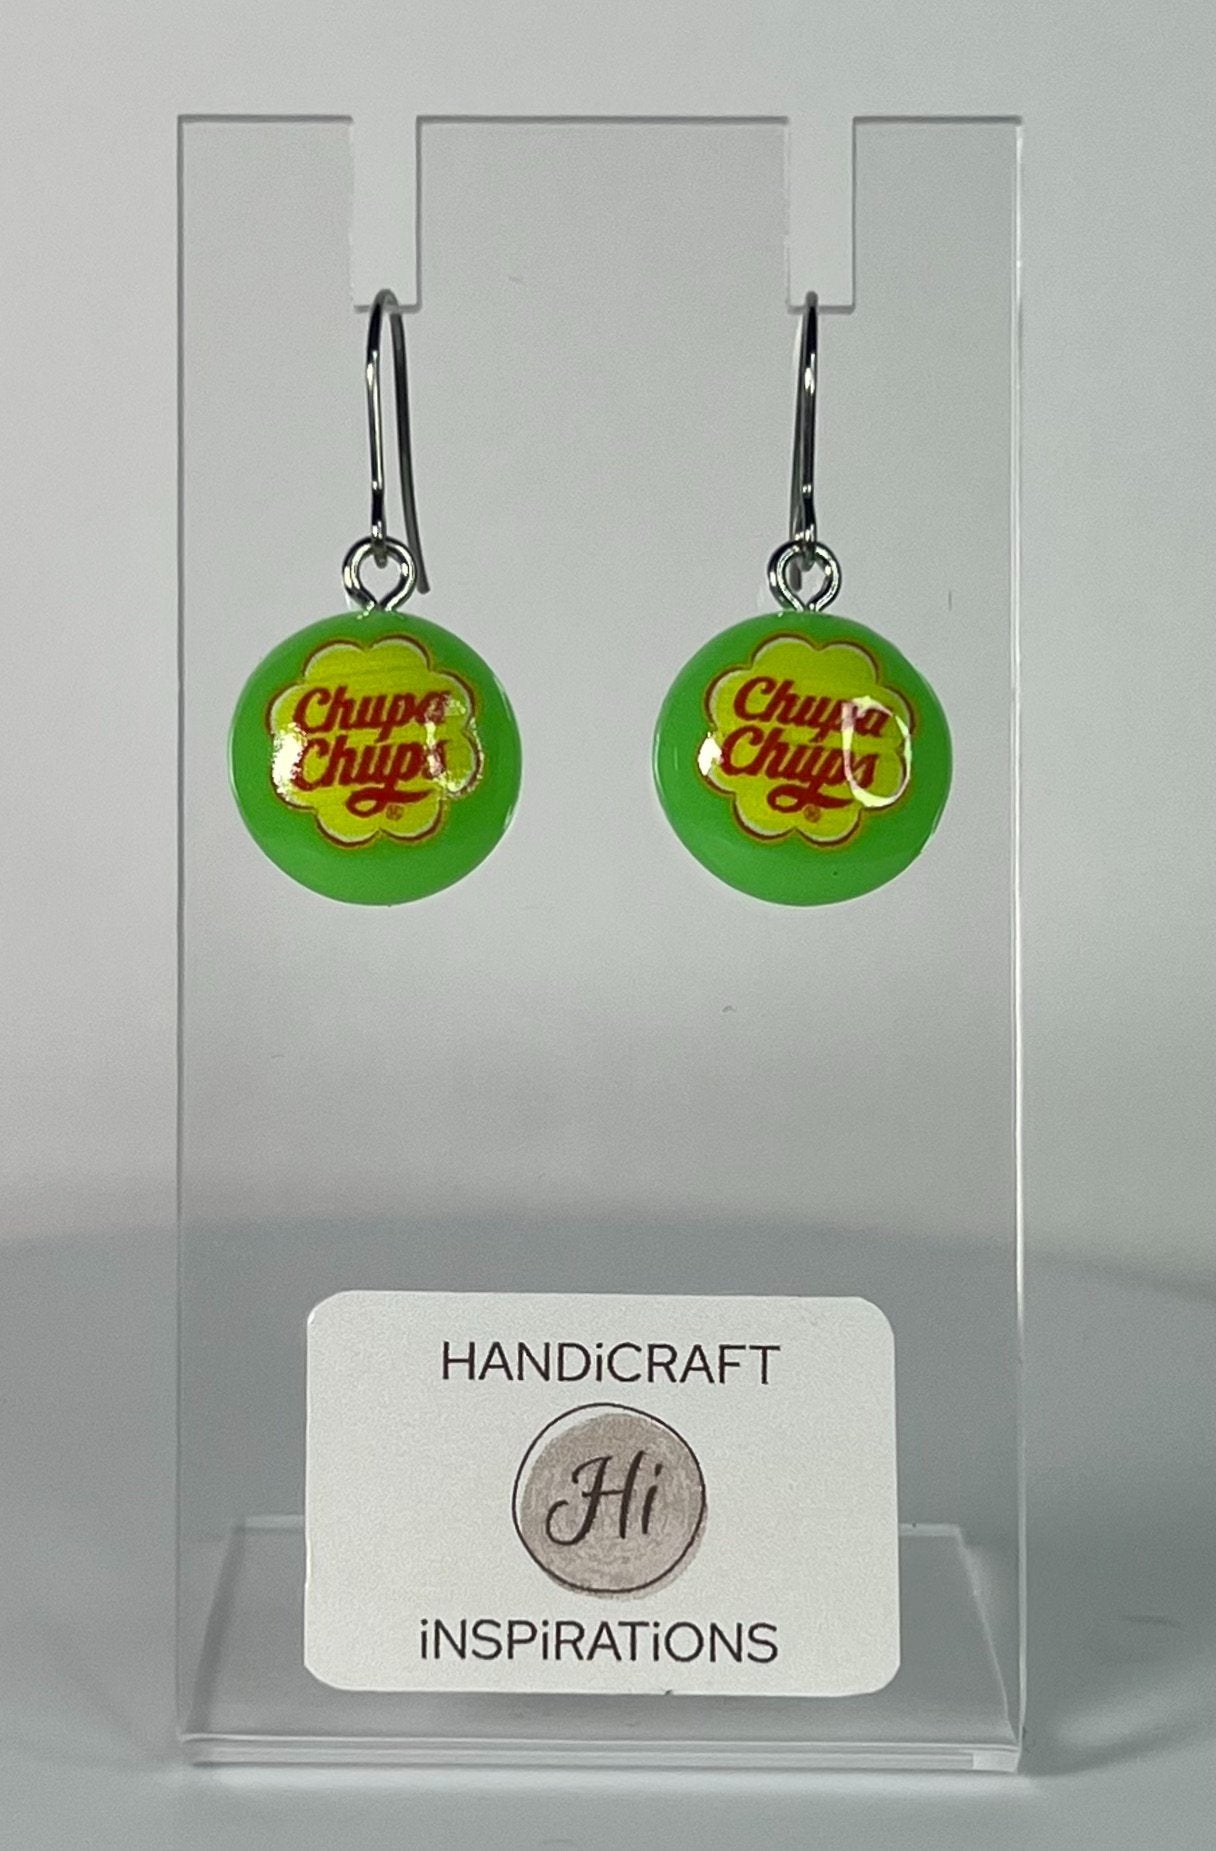 Chupa
Chups
®
Chupa
Chups
®
HANDiCRAFT
Hi
iNSPiRATiONS